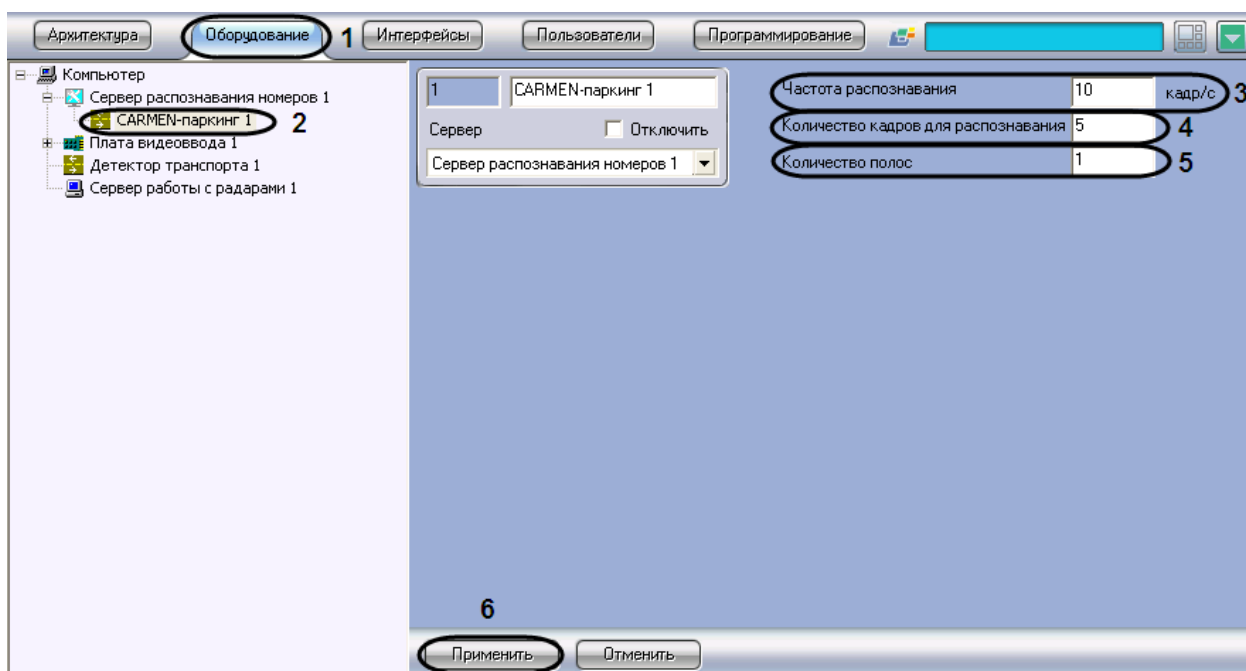 Архитектура Оборудование 1 Интерфейсы Пользователи Программирование
Компьютер
Сервер распознавания номеров 1
CARMEN-паркинг 1 2
Плата видеоввода 1
Детектор транспорта 1
Сервер работы с радарами 1
1 CARMEN-паркинг 1
Сервер Отключить
Сервер распознавания номеров 1
Частота распознавания 10 кадр/с 3
Количество кадров для распознавания 5 4
Количество полос 1 5
6
Применить Отменить